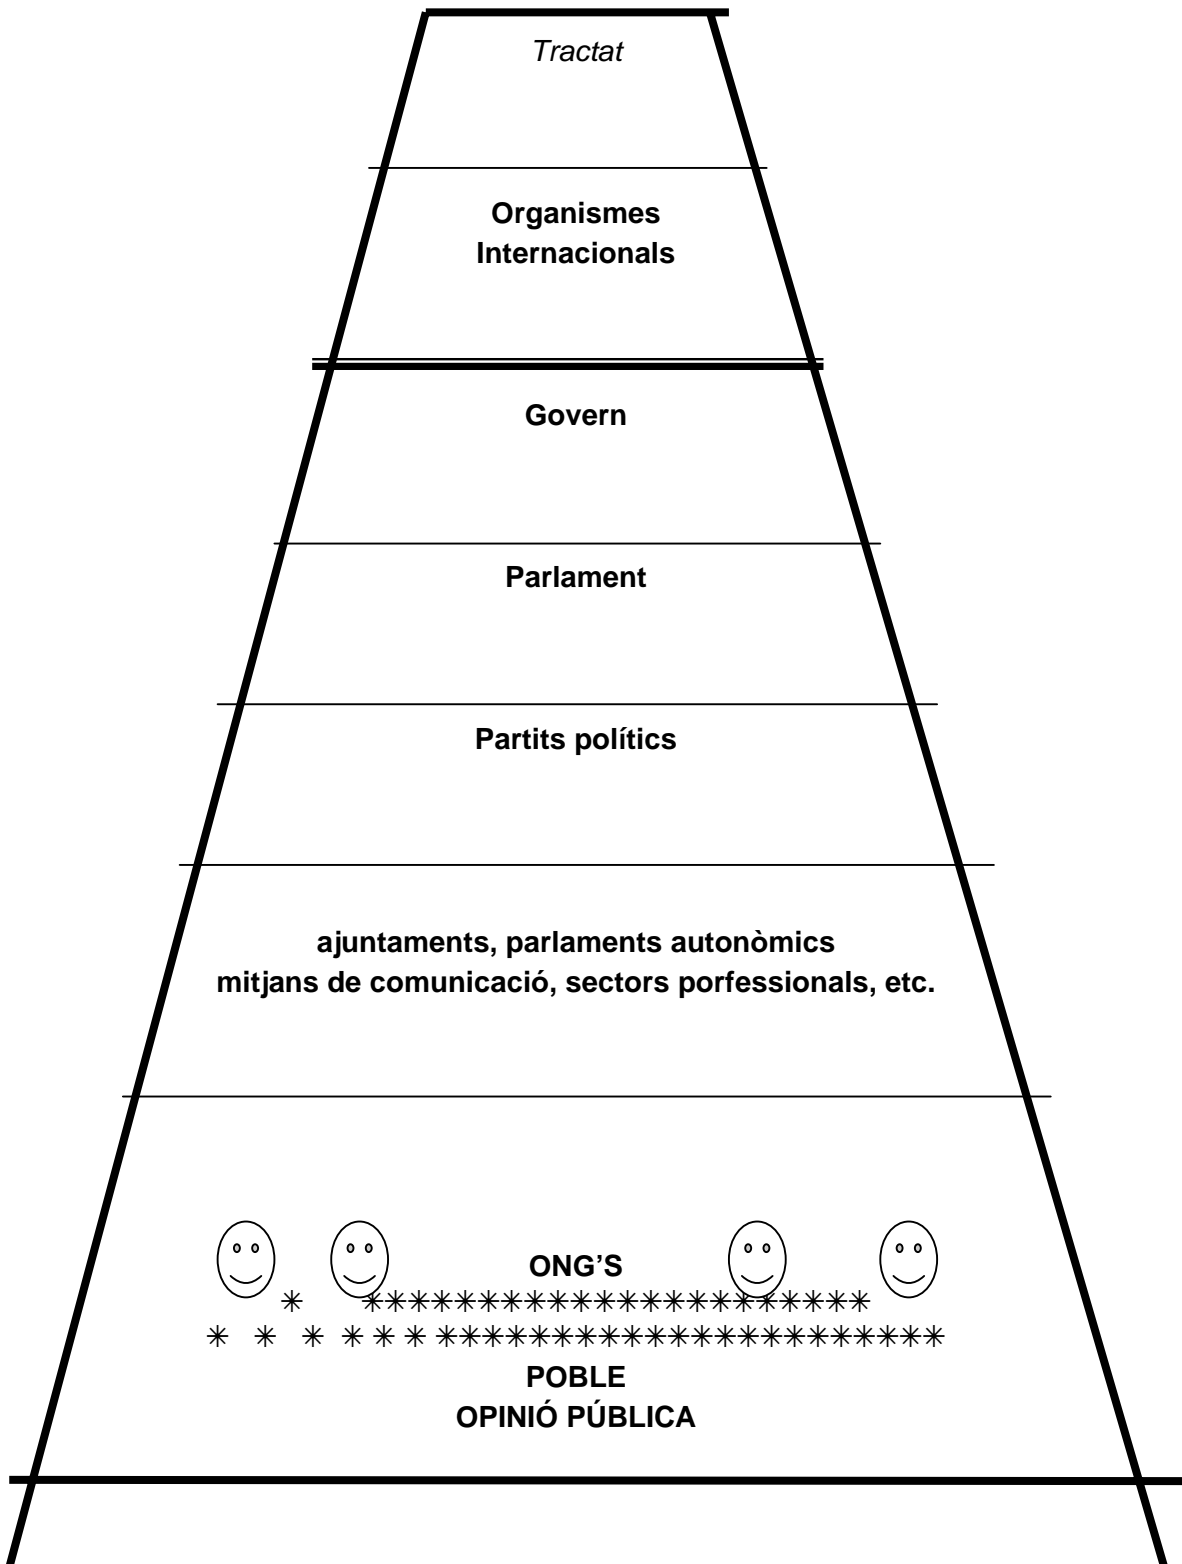 Tractat
Organismes
Internacionals
Govern
Parlament
Partits polítics
ajuntaments, parlaments autonòmics
mitjans de comunicació, sectors porfessionals, etc.
ONG’S
POBLE
OPINIÓ PÚBLICA